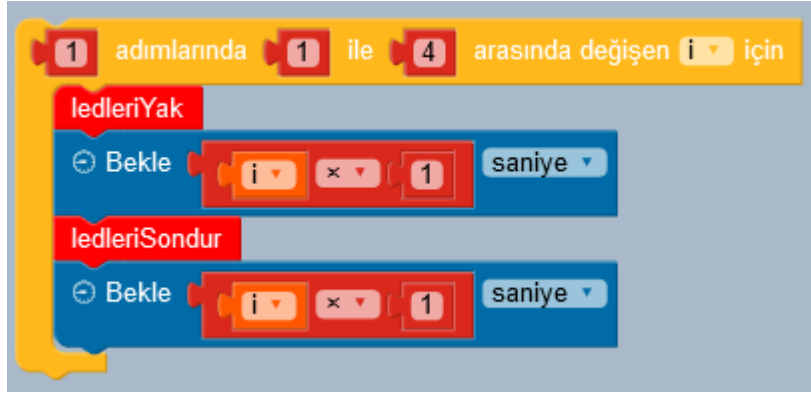 1 adımlarında 1 ile 4 arasında değişen i için
ledleriYak
Bekle i × 1 saniye
ledleriSondur
Bekle i × 1 saniye